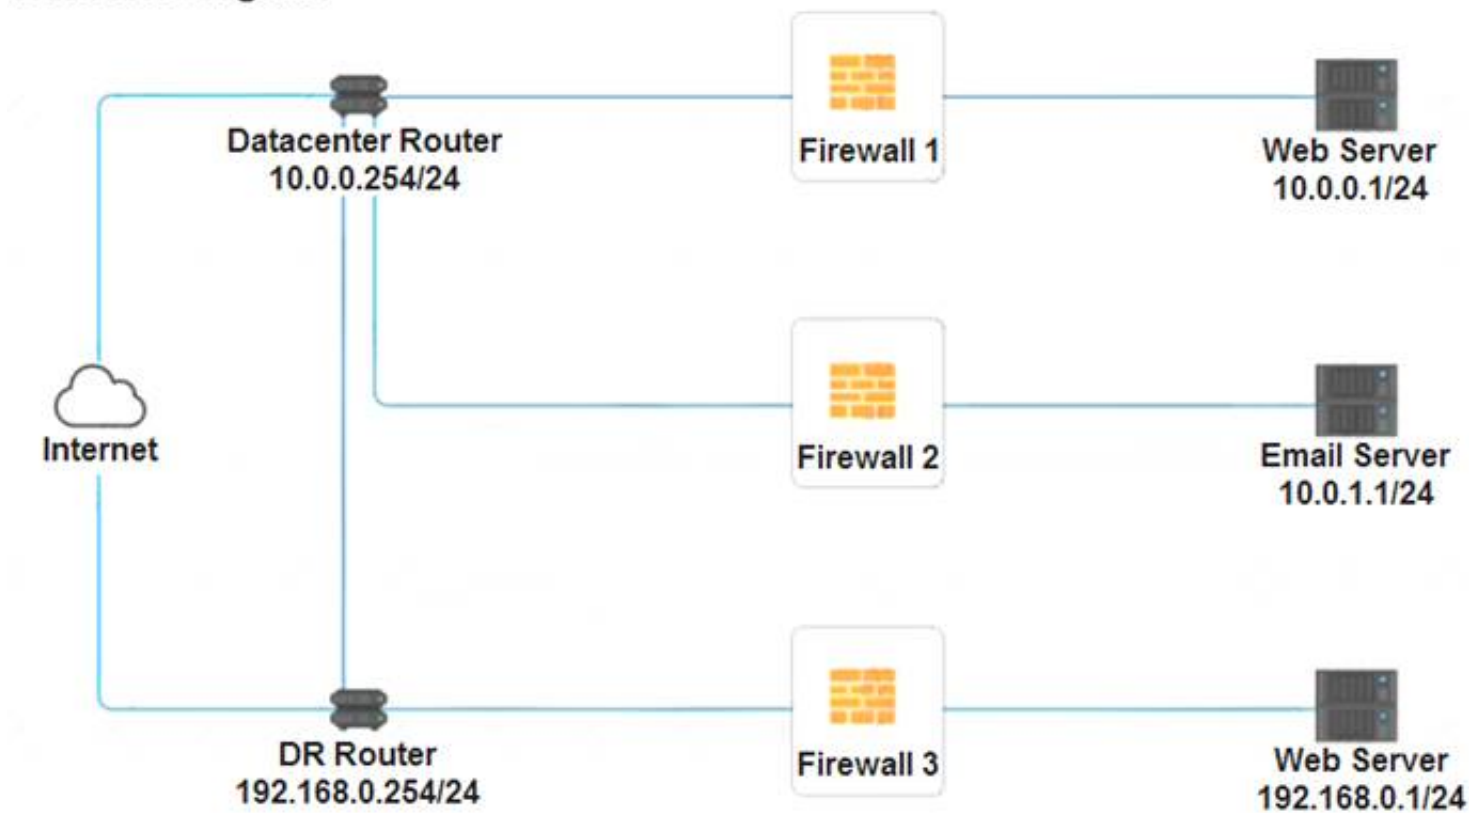 Datacenter Router
10.0.0.254/24
Firewall 1
Web Server
10.0.0.1/24
Internet
Firewall 2
Email Server
10.0.1.1/24
DR Router
192.168.0.254/24
Firewall 3
Web Server
192.168.0.1/24